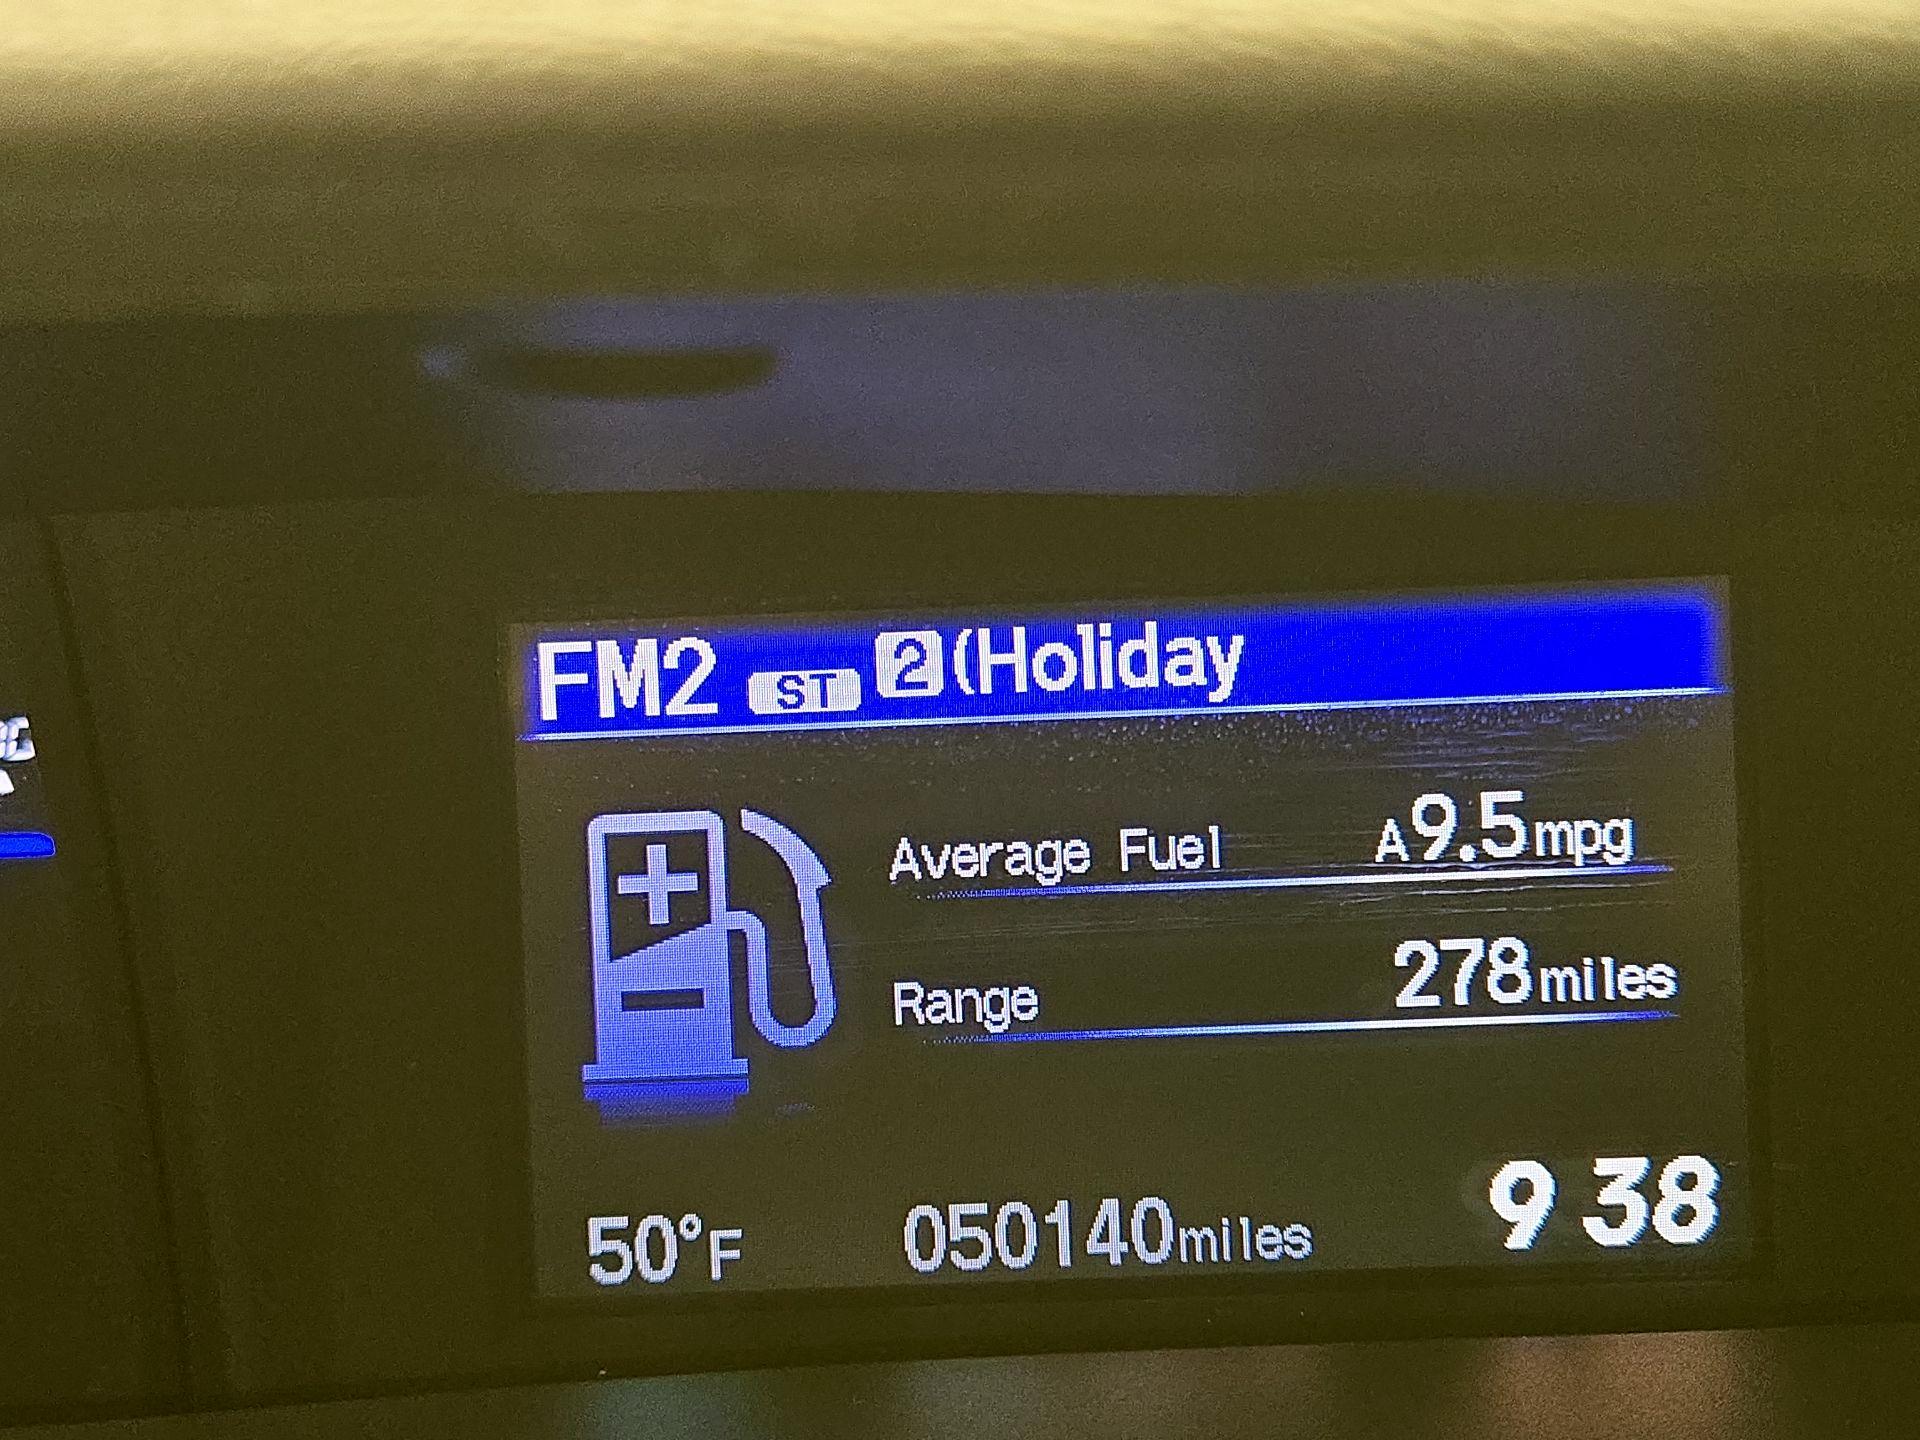 FM2 ST 2 (Holiday
Average Fuel A9.5mpg
Range 278miles
50°F 050140miles 9 38